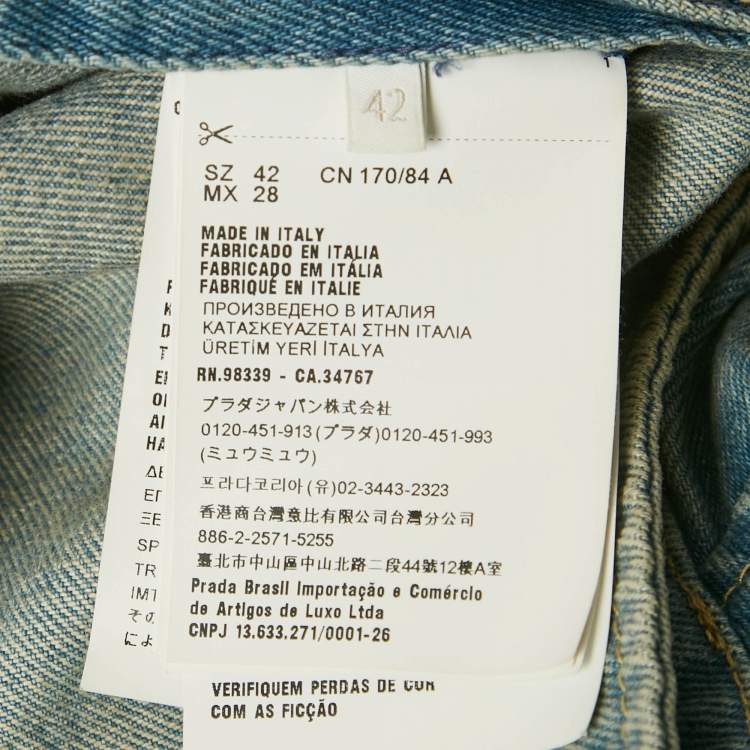 42
SZ 42 CN 170/84 A
MX 28
MADE IN ITALY
FABRICADO EN ITALIA
FABRICADO EM ITÁLIA
FABRIQUÉ EN ITALIE
ПРОИЗВЕДЕНО В ИТАЛИЯ
ΚΑΤΑΣΚΕΥΑΖΕΤΑΙ ΣΤΗΝ ΙΤΑΛΙΑ
ÜRETİM YERİ İTALYA
RN.98339 - CA.34767
プラダジャパン株式会社
0120-451-913(プラダ)0120-451-993
(ミュウミュウ)
프라다코리아(유)02-3443-2323
香港商台灣意比有限公司台灣分公司
886-2-2571-5255
臺北市中山區中山北路二段44號12樓A室
Prada Brasil Importação e Comércio
de Artigos de Luxo Ltda
CNPJ 13.633.271/0001-26
VERIFIQUEM PERDAS DE COR
COM AS FICÇÃO